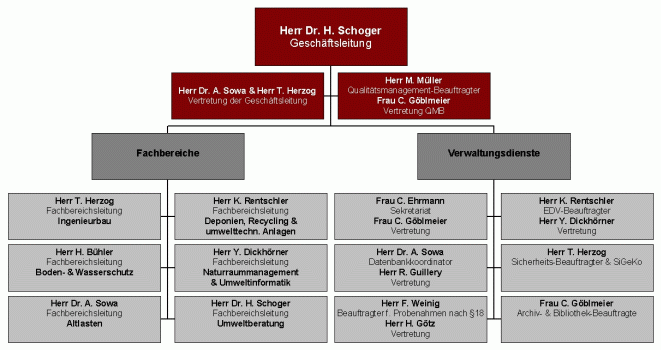 Herr Dr. H. Schoger
Geschäftsleitung
Herr Dr. A. Sowa & Herr T. Herzog
Vertretung der Geschäftsleitung
Herr M. Müller
Qualitätsmanagement-Beauftragter
Frau C. Göblmeier
Vertretung QMB
Fachbereiche
Verwaltungsdienste
Herr T. Herzog
Fachbereichsleitung
Ingenieurbau
Herr K. Rentschler
Fachbereichsleitung
Deponien, Recycling &
umwelttechn. Anlagen
Frau C. Ehrmann
Sekretariat
Frau C. Göblmeier
Vertretung
Herr K. Rentschler
EDV-Beauftragter
Herr Y. Dickhörner
Vertretung
Herr H. Bühler
Fachbereichsleitung
Boden- & Wasserschutz
Herr Y. Dickhörner
Fachbereichsleitung
Naturraummanagement
& Umweltinformatik
Herr Dr. A. Sowa
Datenbankkoordinator
Herr R. Guillery
Vertretung
Herr T. Herzog
Sicherheits-Beauftragter & SiGeKo
Herr Dr. A. Sowa
Fachbereichsleitung
Altlasten
Herr Dr. H. Schoger
Fachbereichsleitung
Umweltberatung
Herr F. Weinig
Beauftragter f. Probenahmen nach §18
Herr H. Götz
Vertretung
Frau C. Göblmeier
Archiv- & Bibliothek-Beauftragte